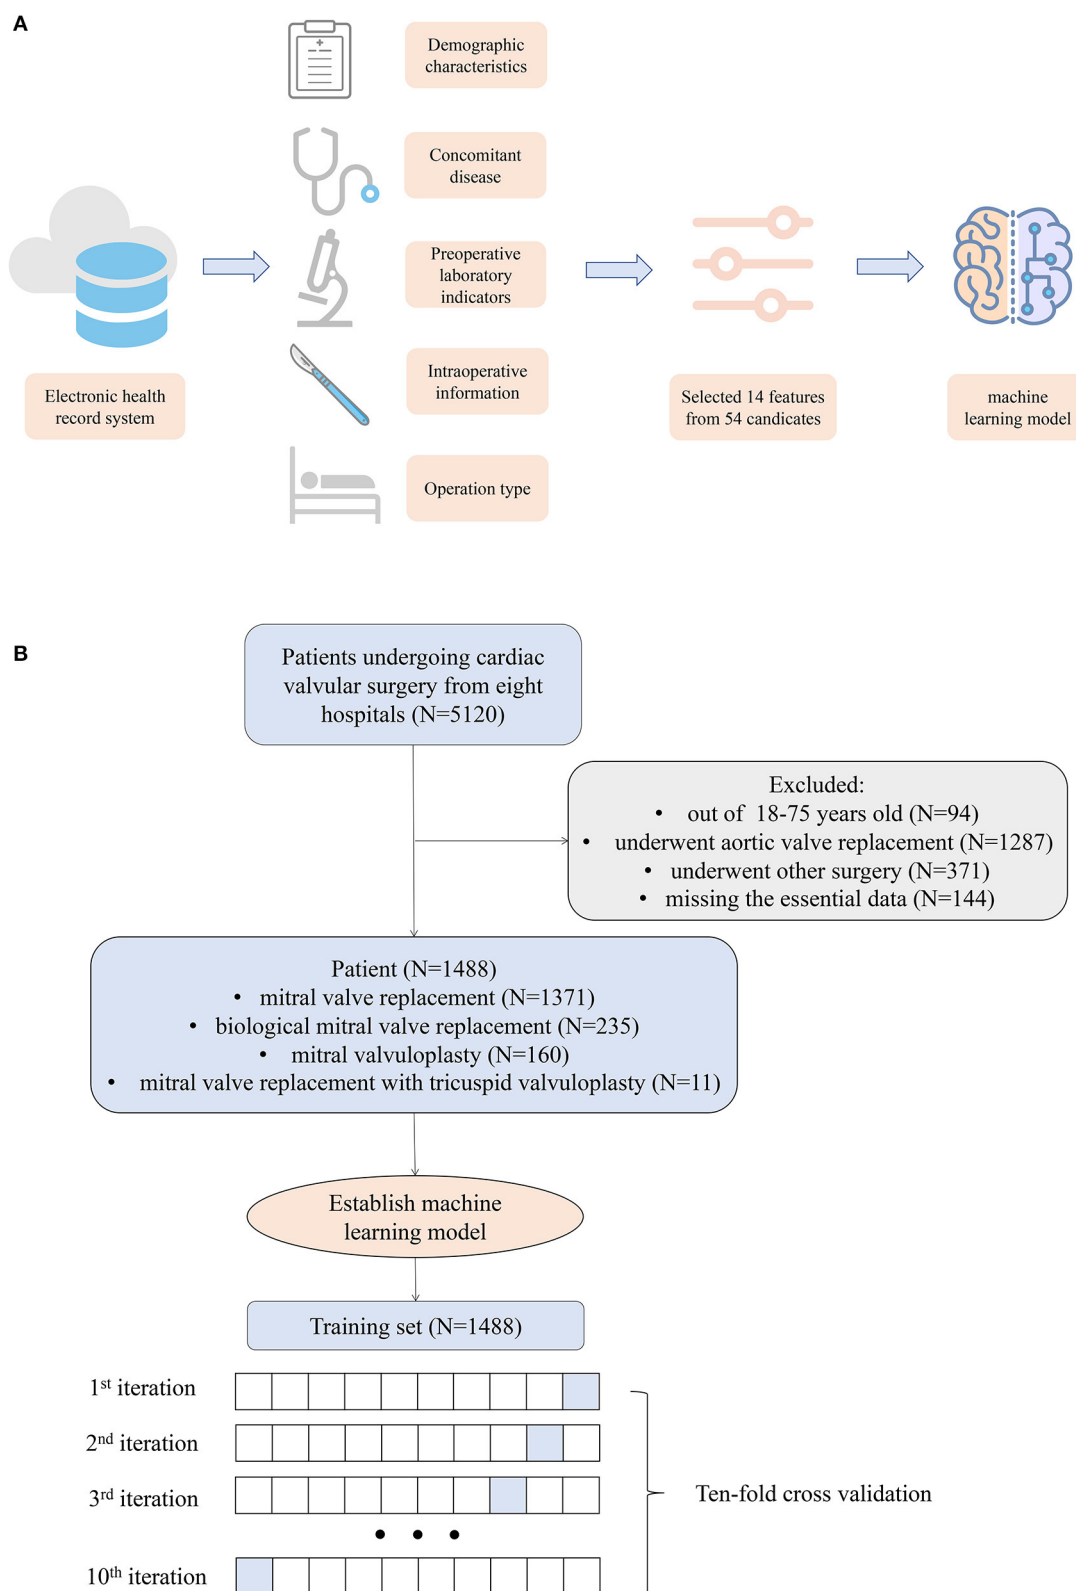 A
Demographic
characteristics
Concomitant
disease
Preoperative
laboratory
indicators
Intraoperative
information
Operation type
Electronic health
record system
Selected 14 features
from 54 candicates
machine
learning model
B
Patients undergoing cardiac
valvular surgery from eight
hospitals (N=5120)
Excluded:
• out of 18-75 years old (N=94)
• underwent aortic valve replacement (N=1287)
• underwent other surgery (N=371)
• missing the essential data (N=144)
Patient (N=1488)
• mitral valve replacement (N=1371)
• biological mitral valve replacement (N=235)
• mitral valvuloplasty (N=160)
• mitral valve replacement with tricuspid valvuloplasty (N=11)
Establish machine
learning model
Training set (N=1488)
1st iteration
2nd iteration
3rd iteration
• • •
10th iteration
Ten-fold cross validation